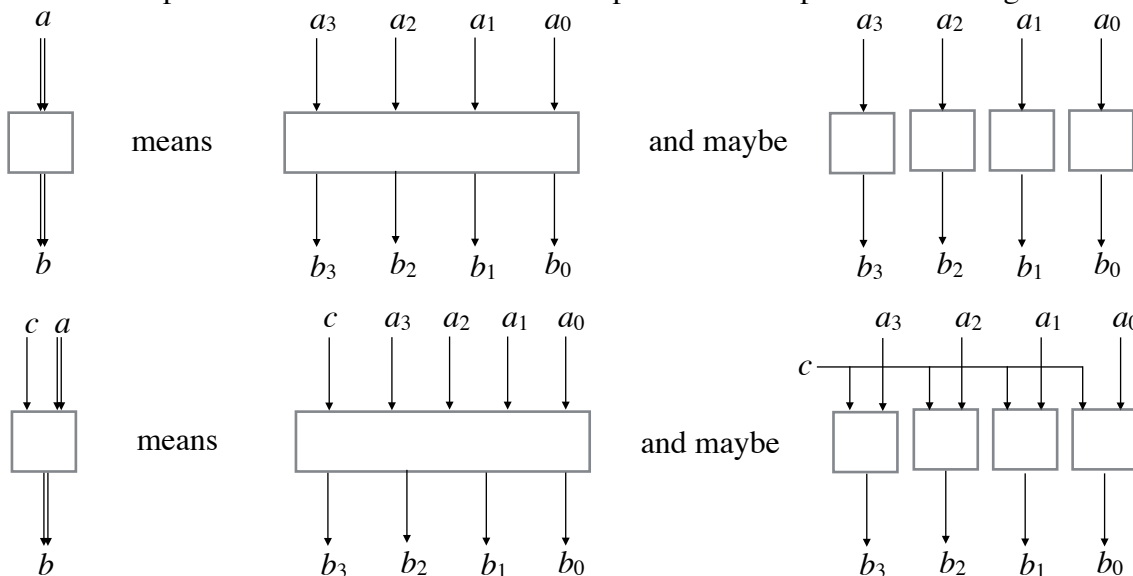 a a₃ a₂ a₁ a₀ a₃ a₂ a₁ a₀
means and maybe
b b₃ b₂ b₁ b₀ b₃ b₂ b₁ b₀
c a c a₃ a₂ a₁ a₀ a₃ a₂ a₁ a₀
c
means and maybe
b b₃ b₂ b₁ b₀ b₃ b₂ b₁ b₀